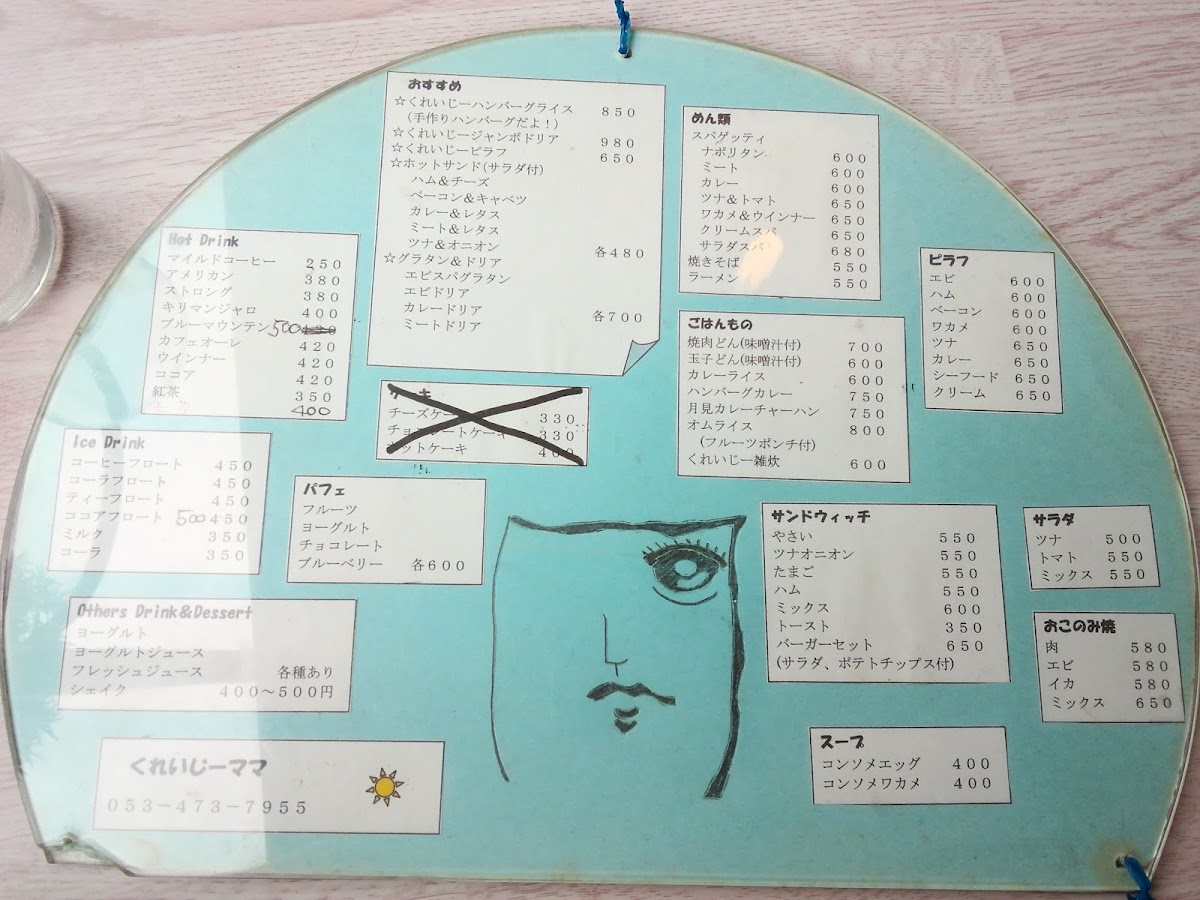 おすすめ
☆くれいじーハンバーグライス 850
(手作りハンバーグだよ!)
☆くれいじージャンボドリア 980
☆くれいじーピラフ 650
☆ホットサンド(サラダ付)
ハム&チーズ
ベーコン&キャベツ
カレー&レタス
ミート&レタス
ツナ&オニオン 各480
☆グラタン&ドリア
エビスパグラタン
エビドリア
カレードリア
ミートドリア 各700
めん類
スパゲッティ
ナポリタン 600
ミート 600
カレー 600
ツナ&トマト 650
ワカメ&ウインナー 650
クリームスパ 650
サラダスパ 680
焼きそば 550
ラーメン 550
Hot Drink
マイルドコーヒー 250
アメリカン 380
ストロング 380
キリマンジャロ 400
ブルーマウンテン 500
カフェオーレ 420
ウインナー 420
ココア 420
紅茶 350
400
ピラフ
エビ 600
ハム 600
ベーコン 600
ワカメ 600
ツナ 650
カレー 650
シーフード 650
クリーム 650
ごはんもの
焼肉どん(味噌汁付) 700
玉子どん(味噌汁付) 600
カレーライス 600
ハンバーグカレー 750
月見カレーチャーハン 750
オムライス 800
(フルーツポンチ付)
くれいじー雑炊 600
ケーキ
チーズケーキ 330
チョコレートケーキ 330
ホットケーキ 400
Ice Drink
コーヒーフロート 450
コーラフロート 450
ティーフロート 450
ココアフロート 500 450
ミルク 350
コーラ 350
パフェ
フルーツ
ヨーグルト
チョコレート
ブルーベリー 各600
サンドウィッチ
やさい 550
ツナオニオン 550
たまご 550
ハム 550
ミックス 600
トースト 350
バーガーセット 650
(サラダ、ポテトチップス付)
サラダ
ツナ 500
トマト 550
ミックス 550
Others Drink&Dessert
ヨーグルト
ヨーグルトジュース
フレッシュジュース 各種あり
シェイク 400〜500円
おこのみ焼
肉 580
エビ 580
イカ 580
ミックス 650
スープ
コンソメエッグ 400
コンソメワカメ 400
くれいじーママ
053-473-7955